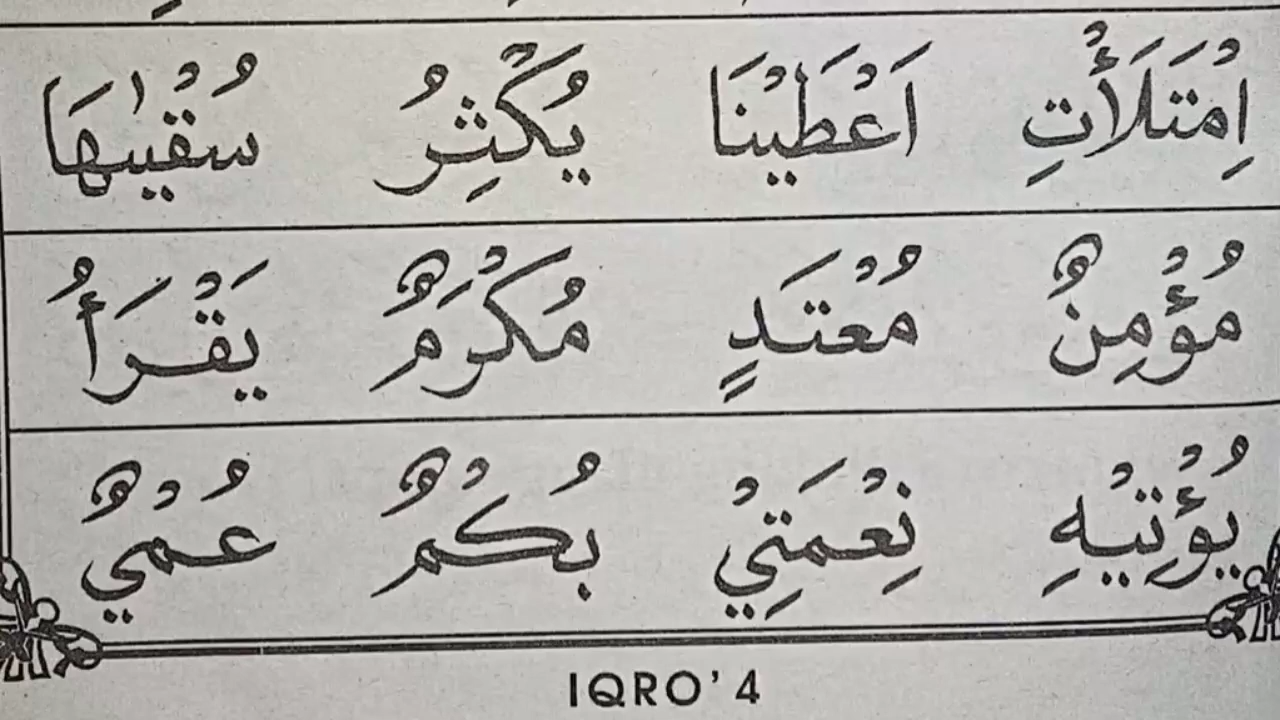 اِمْتَلَأْتِ اَعْطَيْنَا يُكْثِرُ سُقْيٰهَا
مُؤْمِنٌ مُعْتَدٍ مُكْرَمٌ يَقْرَأُ
يُؤْتِيْهِ نِعْمَتِيْ بُكْمٌ عُمْيٌ
IQRO’ 4